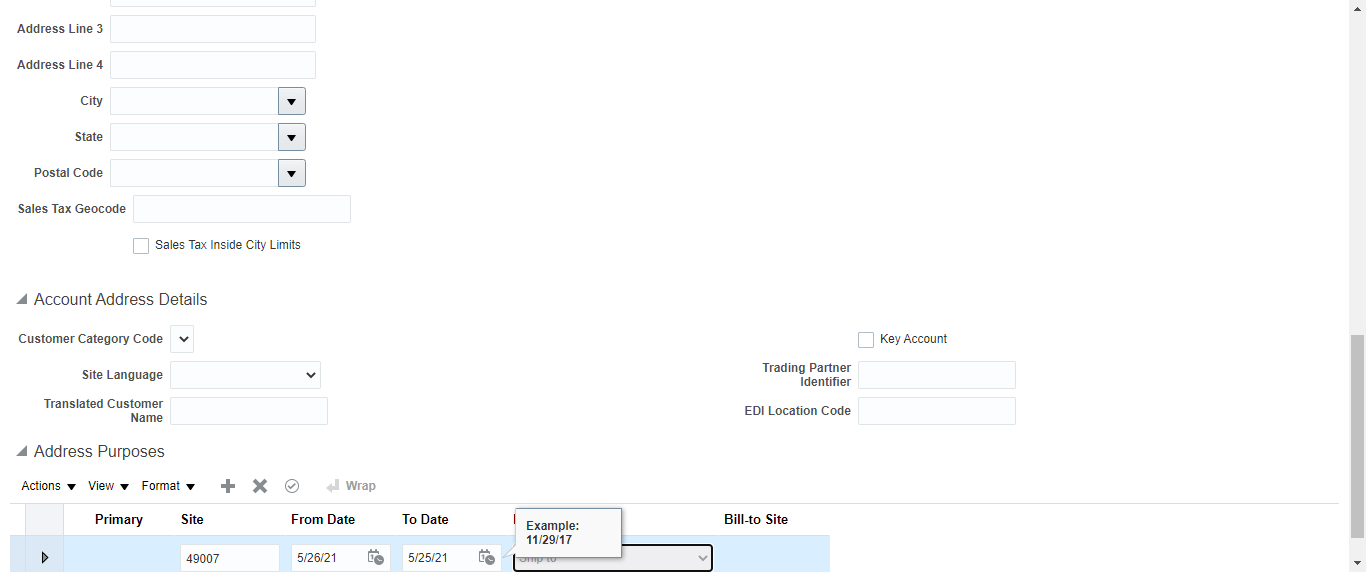 Address Line 3
Address Line 4
City
State
Postal Code
Sales Tax Geocode
Sales Tax Inside City Limits
Account Address Details
Customer Category Code
Key Account
Site Language
Trading Partner
Identifier
Translated Customer
Name
EDI Location Code
Address Purposes
Actions View Format Wrap
Primary Site From Date To Date Bill-to Site
Example:
11/29/17
49007 5/26/21 5/25/21 Ship to